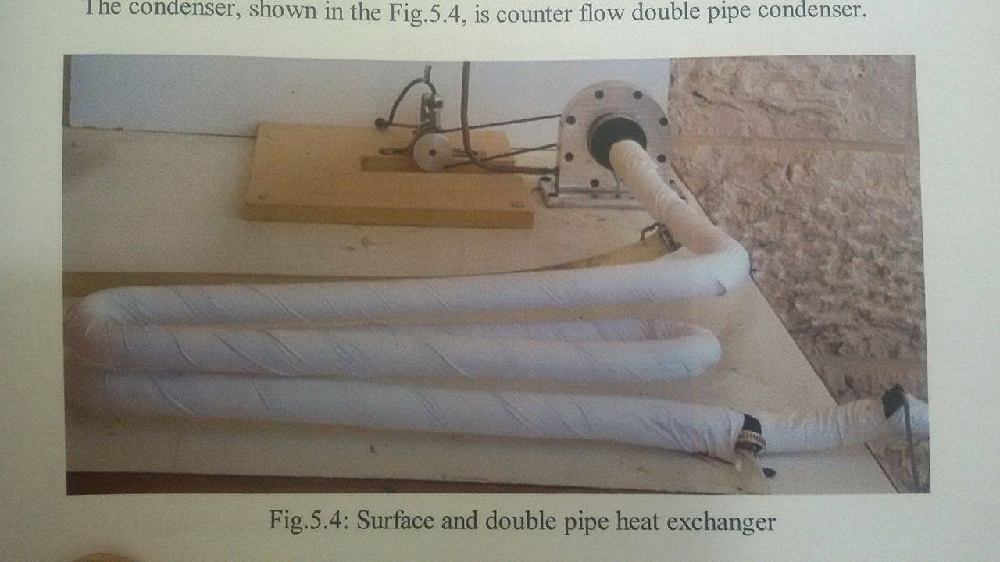 The condenser, shown in the Fig.5.4, is counter flow double pipe condenser.
Fig.5.4: Surface and double pipe heat exchanger